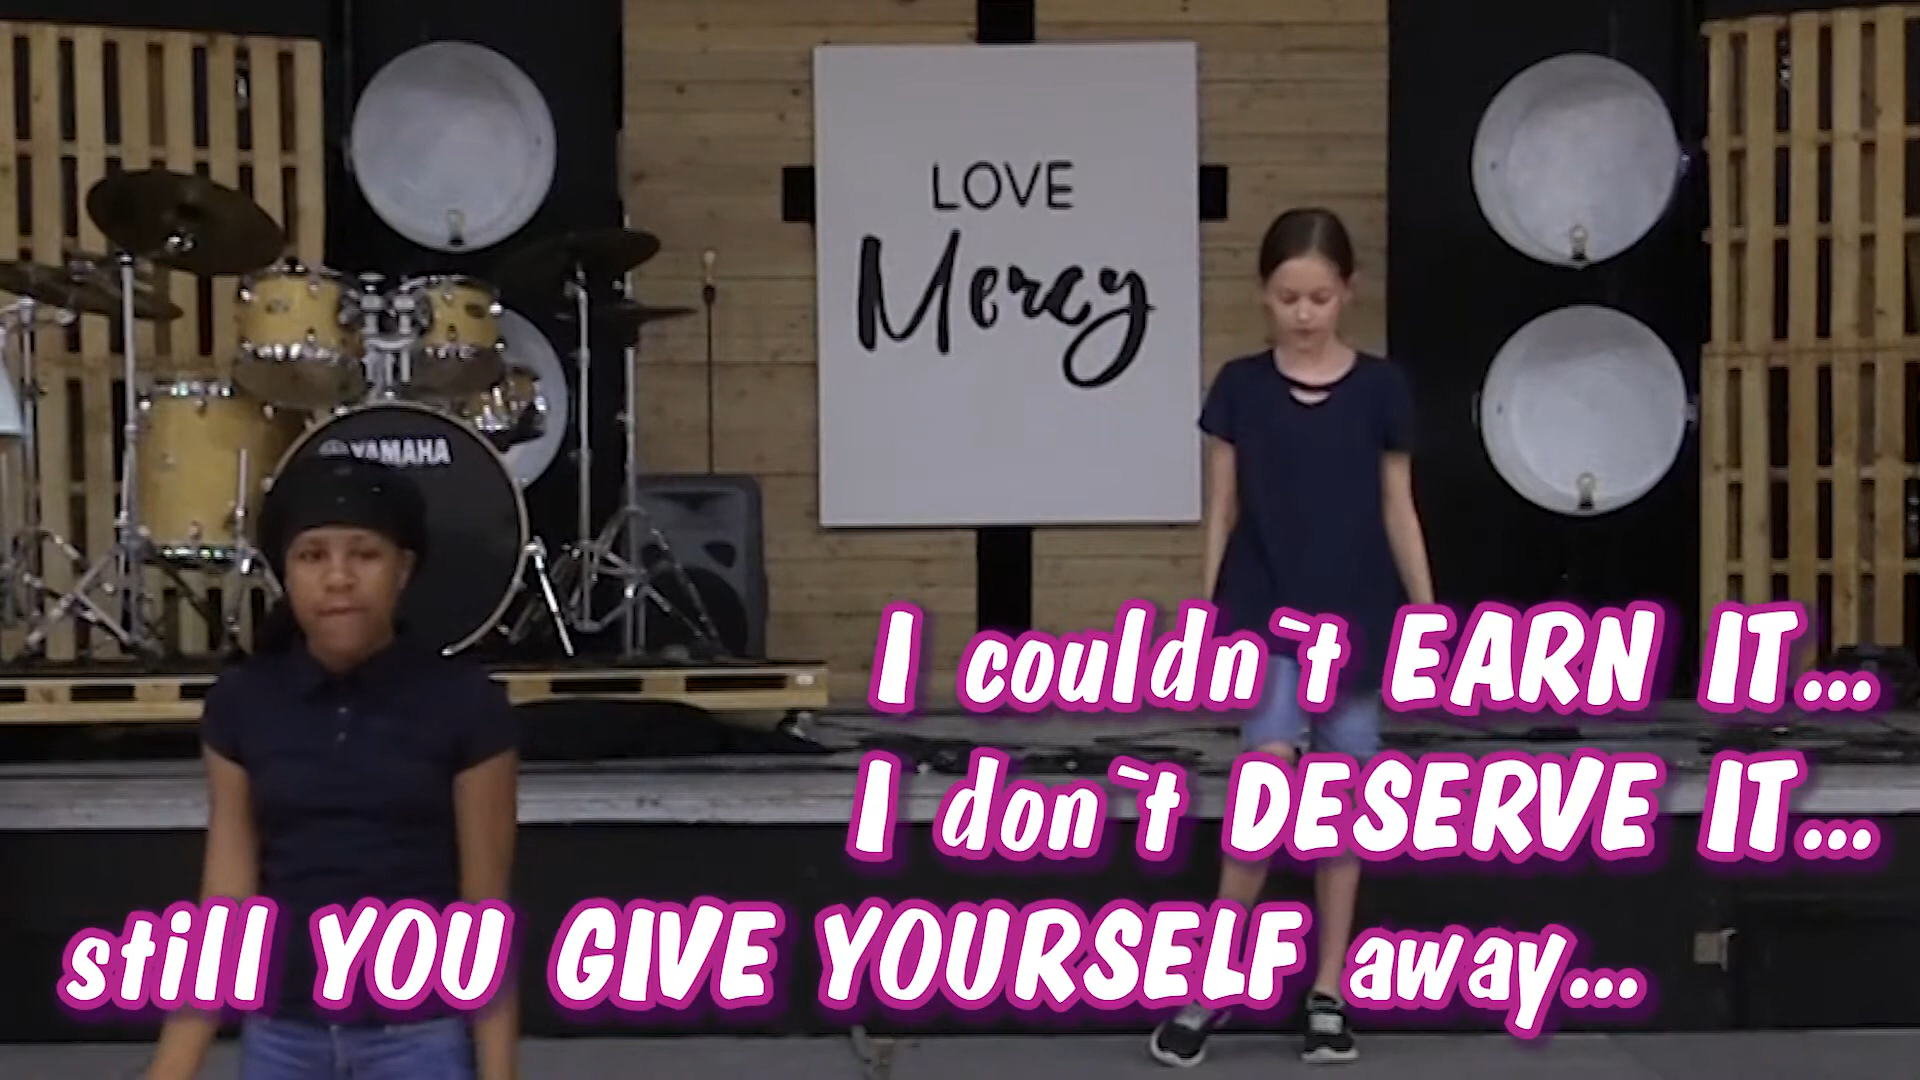 LOVE
Mercy
YAMAHA
I couldn`t EARN IT...
I don`t DESERVE IT...
still YOU GIVE YOURSELF away...